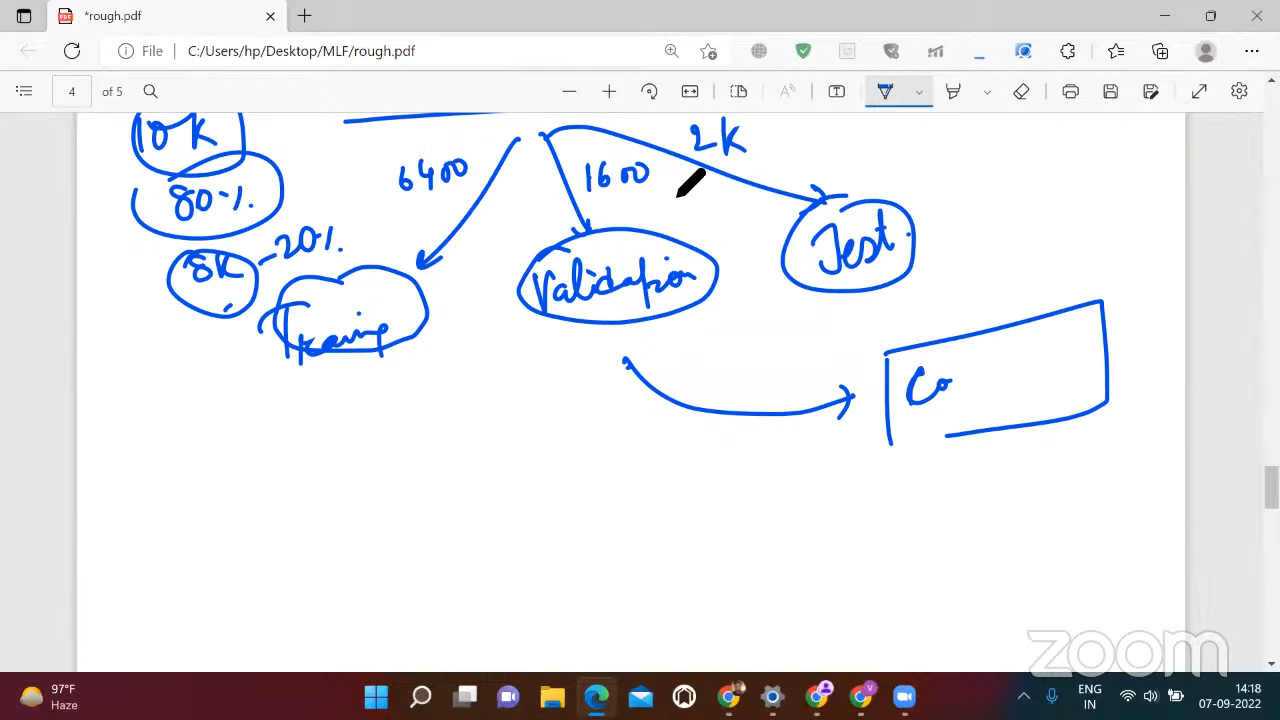 *rough.pdf
File C:/Users/hp/Desktop/MLF/rough.pdf
4 of 5
10K
2K
6400
1600
80%
20%
8K
Training
Validation
Test
Co
zoom
97°F
Haze
ENG
IN
14:18
07-09-2022